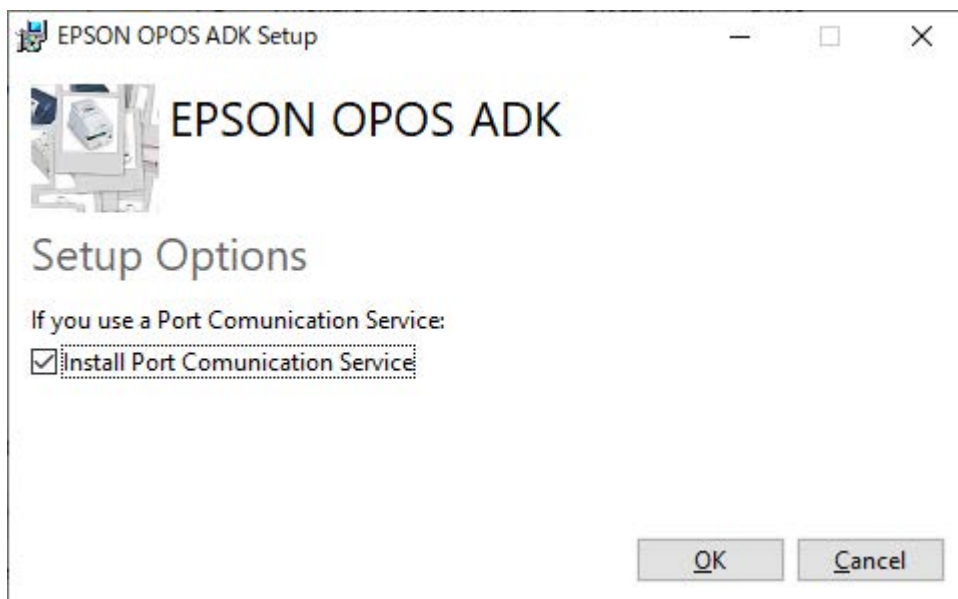 EPSON OPOS ADK Setup
EPSON OPOS ADK
Setup Options
If you use a Port Comunication Service:
Install Port Comunication Service
OK
Cancel